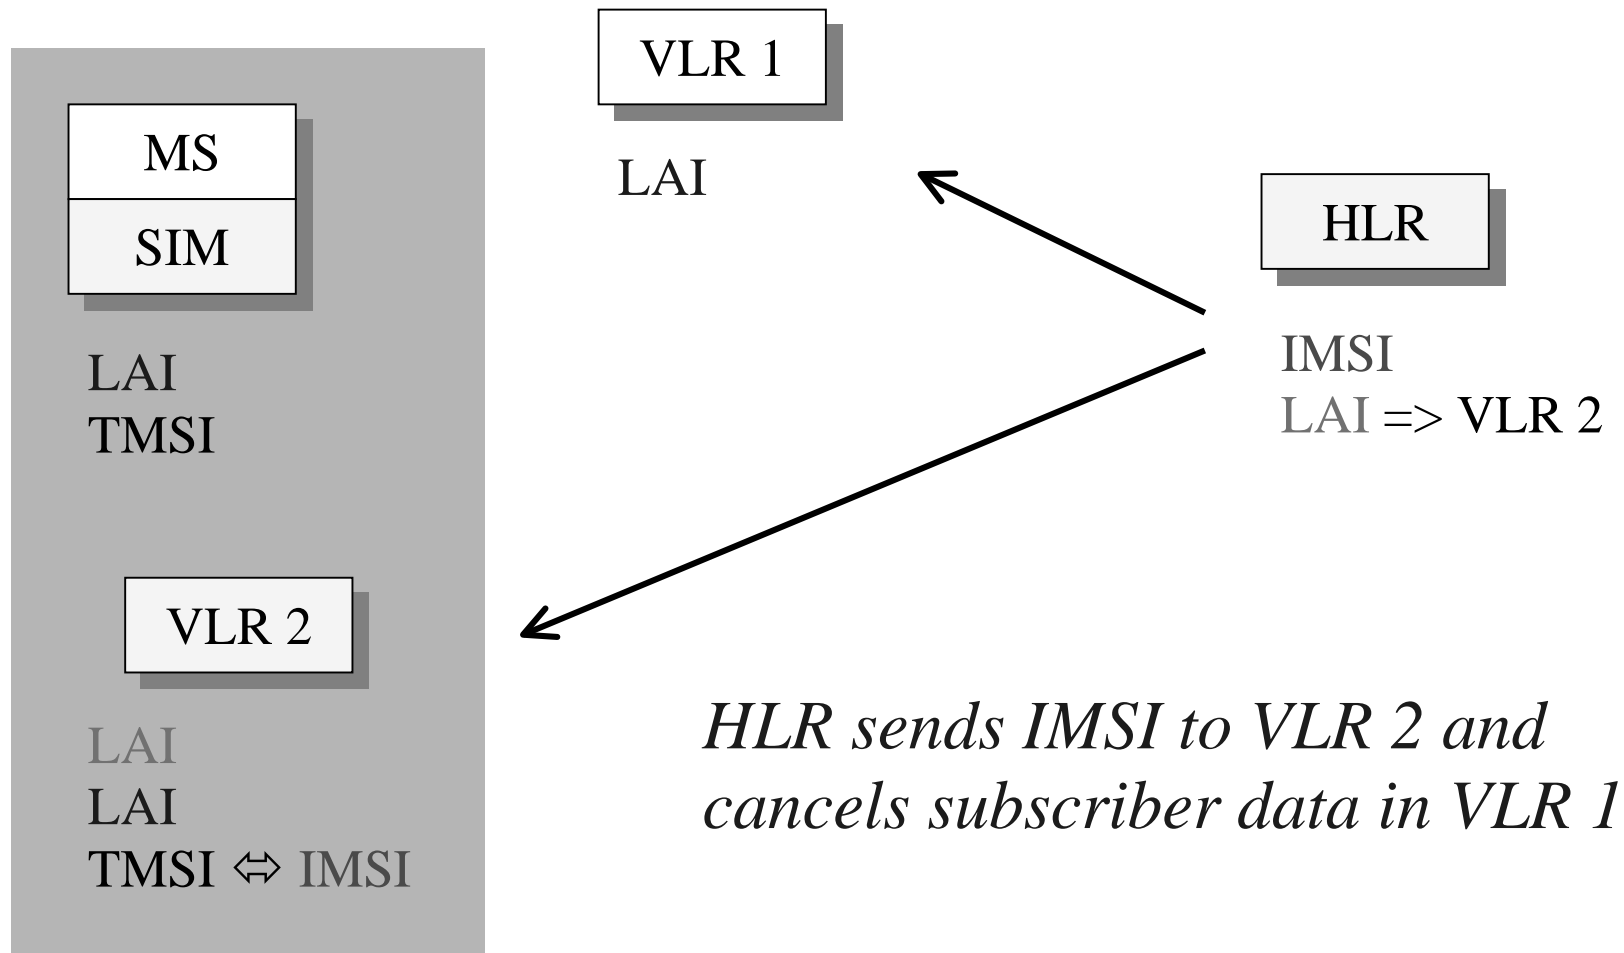 VLR 1
LAI
MS
SIM
LAI
TMSI
HLR
IMSI
LAI => VLR 2
VLR 2
LAI
LAI
TMSI ⬄ IMSI
HLR sends IMSI to VLR 2 and
cancels subscriber data in VLR 1